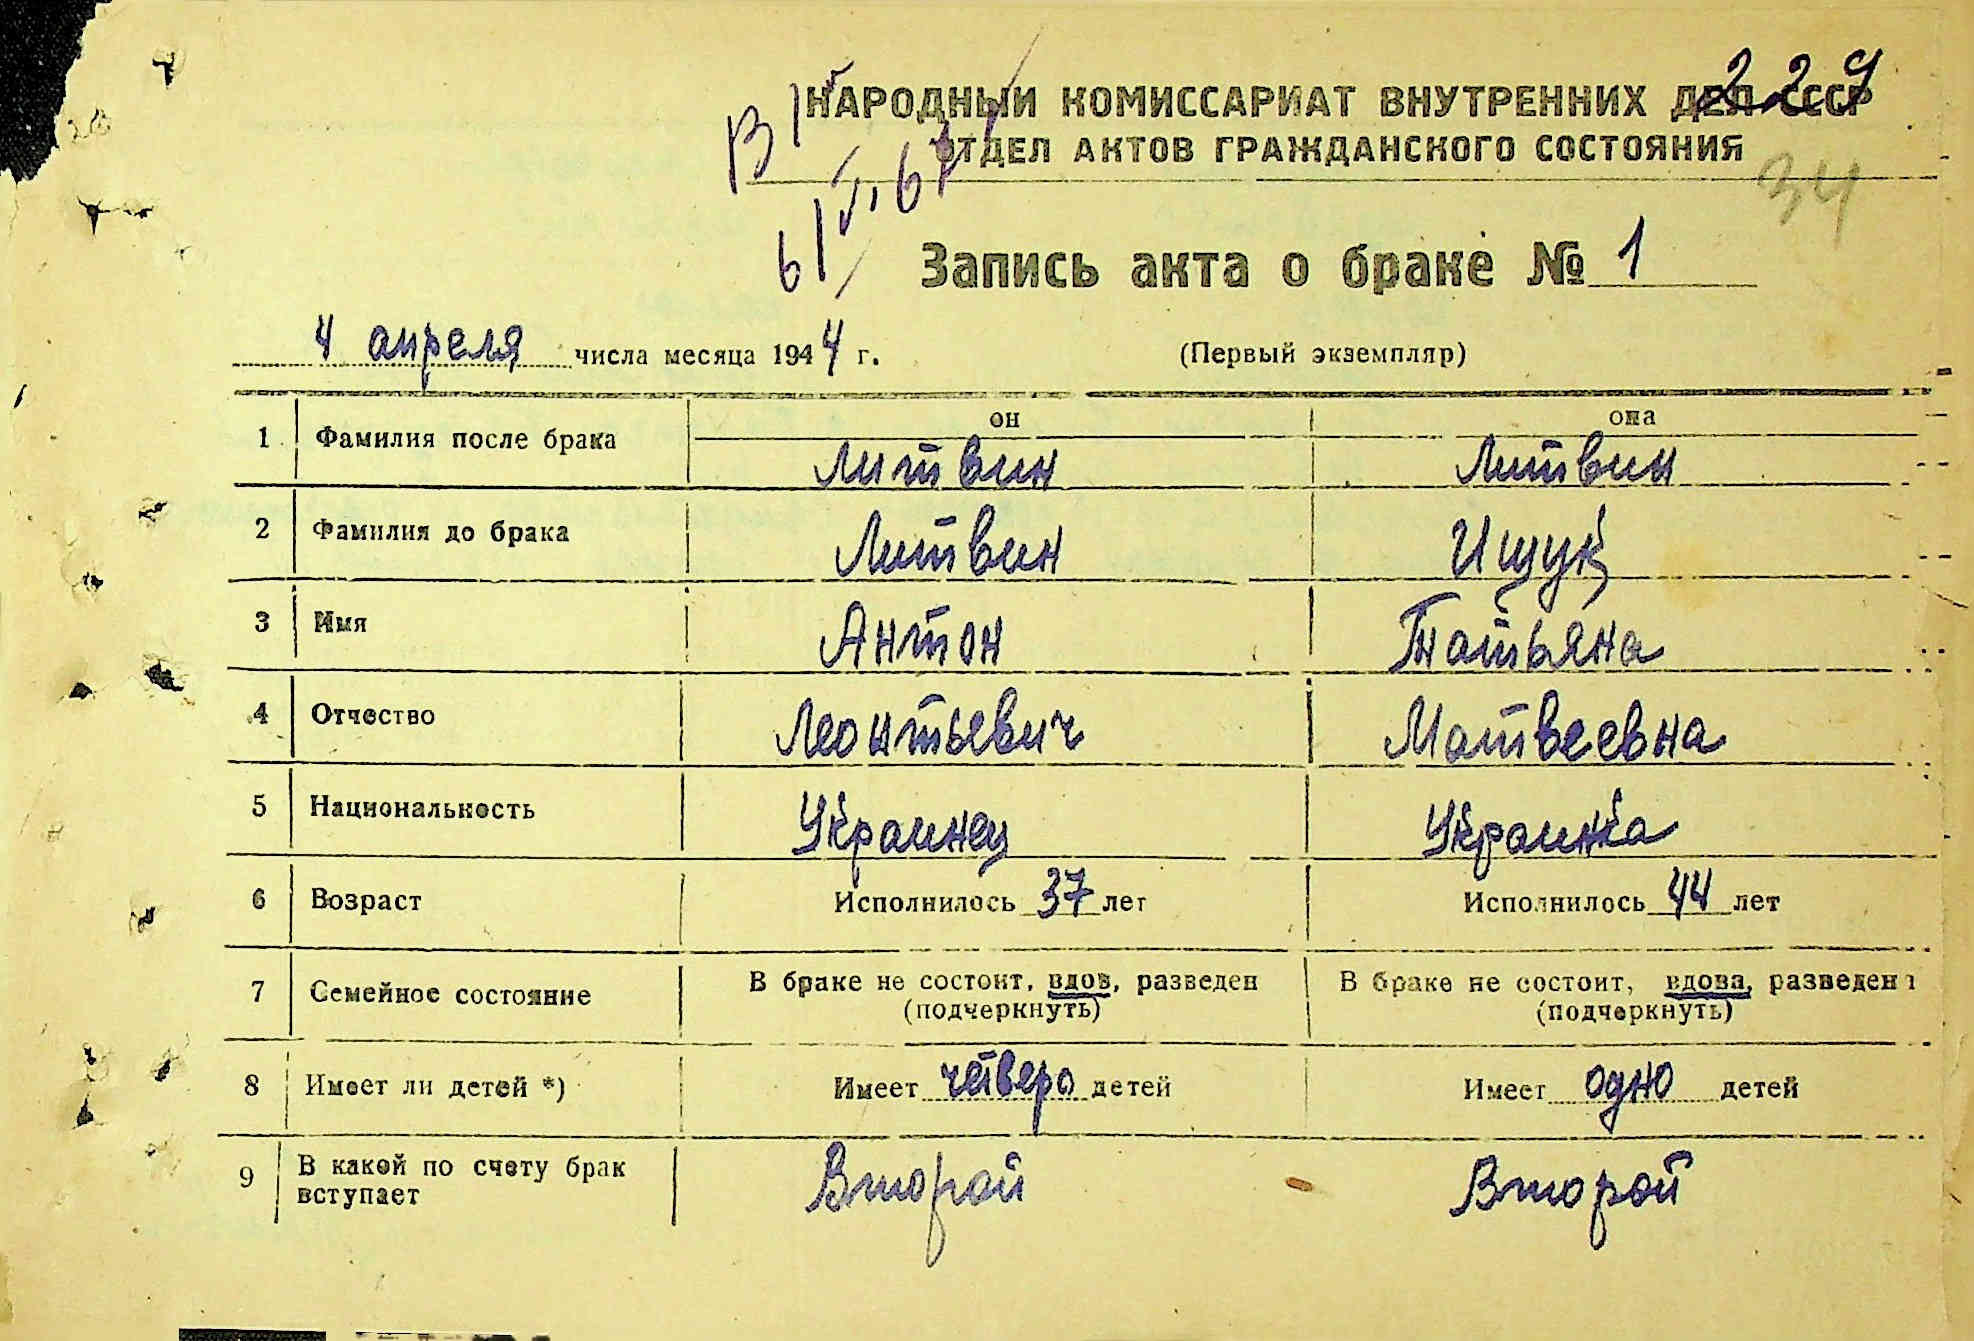 229
НАРОДНЫЙ КОМИССАРИАТ ВНУТРЕННИХ ДЕЛ СССР
ОТДЕЛ АКТОВ ГРАЖДАНСКОГО СОСТОЯНИЯ
34
Запись акта о браке № 1
4 апреля числа месяца 1944 г. (Первый экземпляр)
он она
1 Фамилия после брака Литвин Литвин
2 Фамилия до брака Литвин Ищук
3 Имя Антон Татьяна
4 Отчество Леонтьевич Матвеевна
5 Национальность Украинец Украинка
6 Возраст Исполнилось 37 лет Исполнилось 44 лет
7 Семейное состояние В браке не состоит, вдов, разведен В браке не состоит, вдова, разведена
(подчеркнуть) (подчеркнуть)
8 Имеет ли детей *) Имеет четверо детей Имеет одно детей
9 В какой по счету брак Второй Второй
вступает